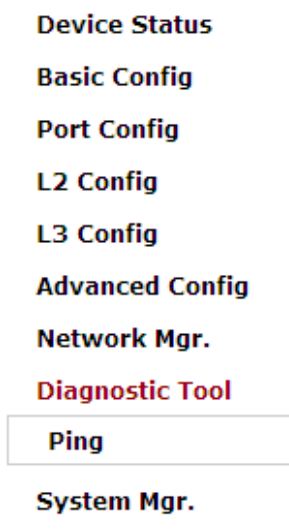 Device Status
Basic Config
Port Config
L2 Config
L3 Config
Advanced Config
Network Mgr.
Diagnostic Tool
Ping
System Mgr.